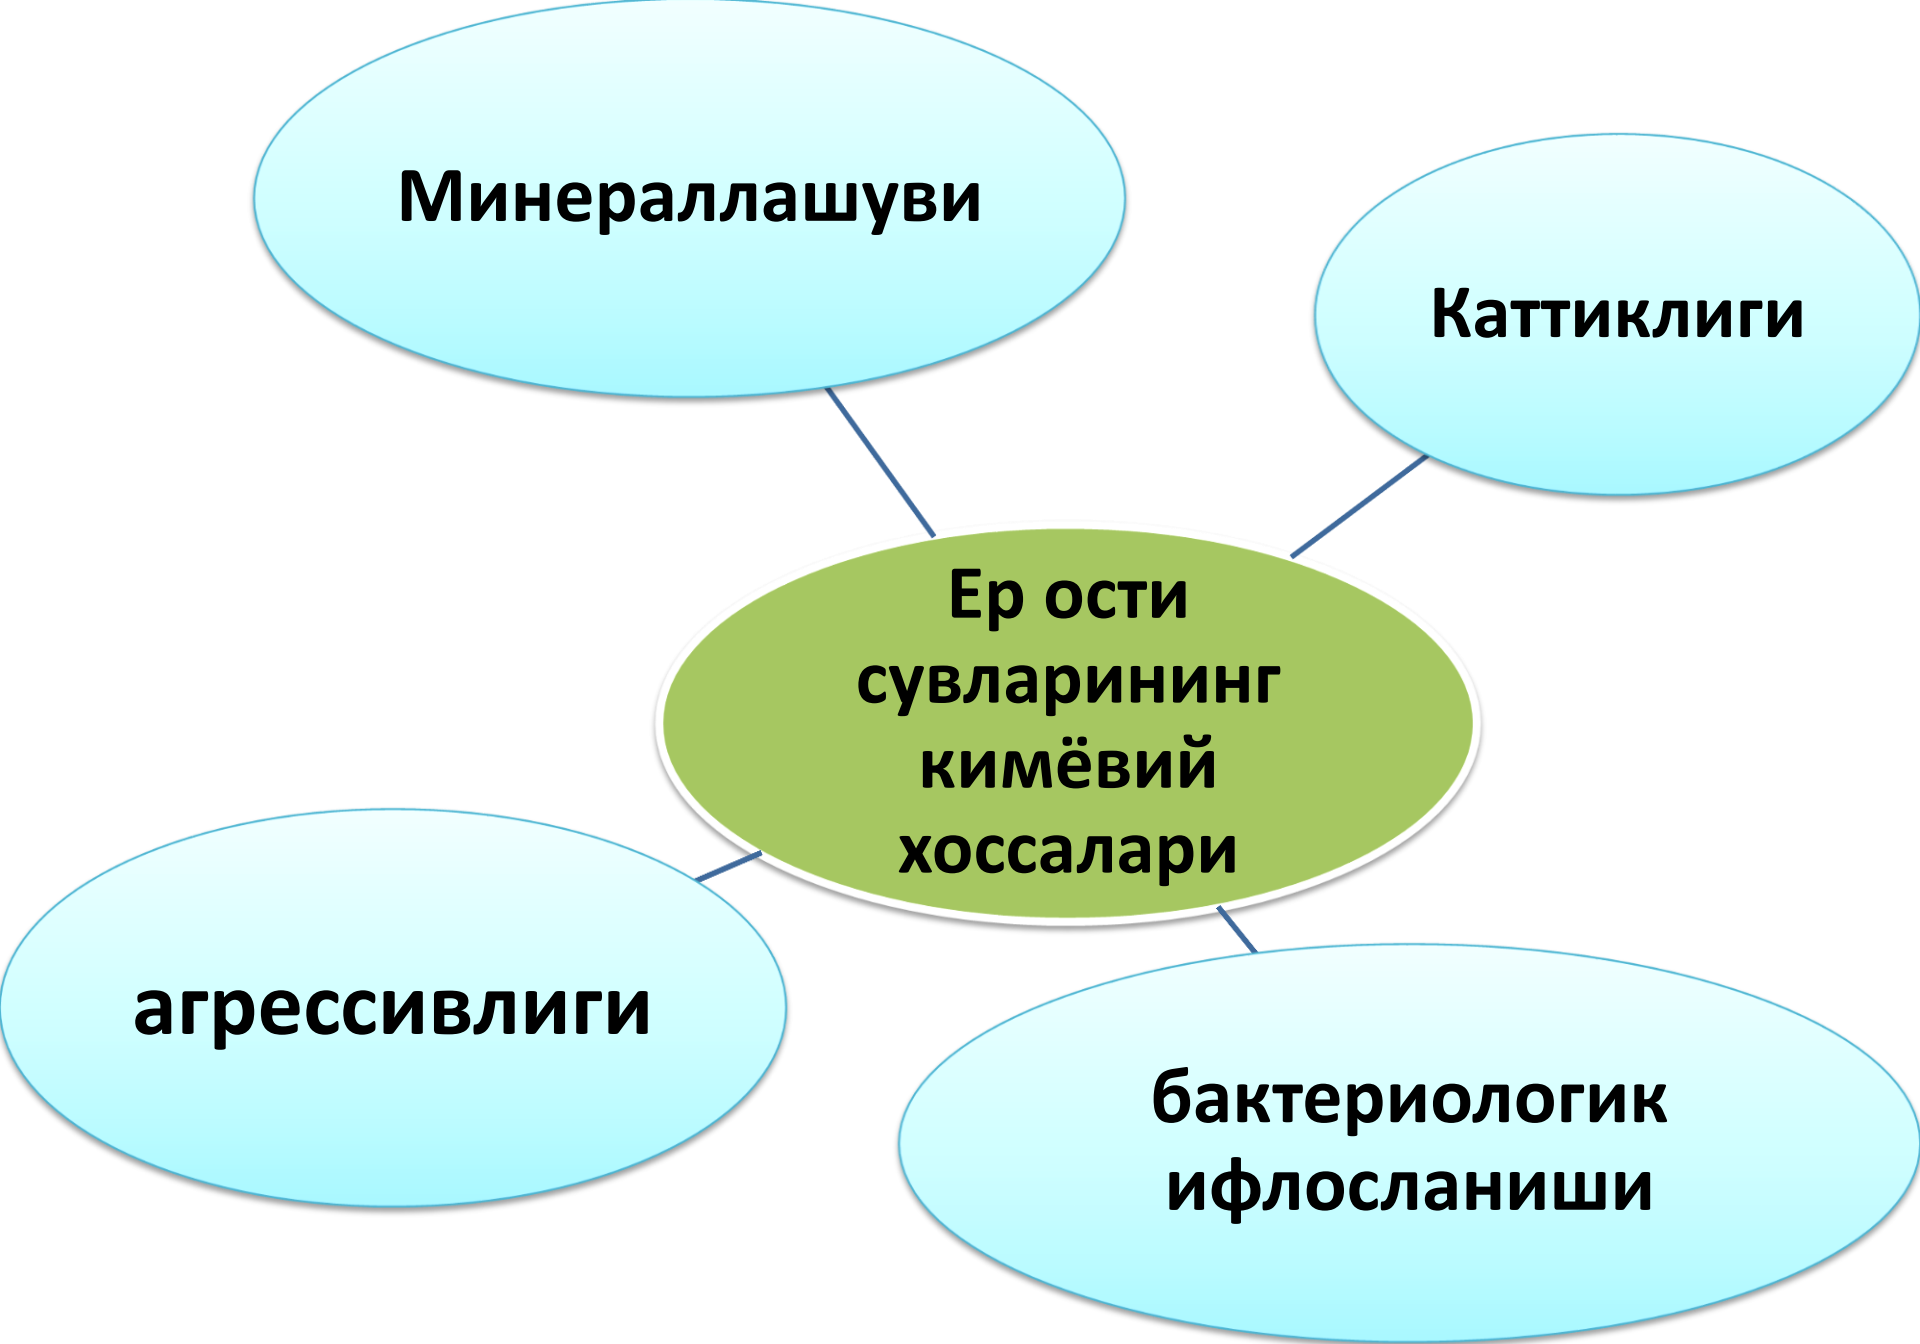 Минераллашуви
Каттиклиги
Ер ости
сувларининг
кимёвий
хоссалари
агрессивлиги
бактериологик
ифлосланиши